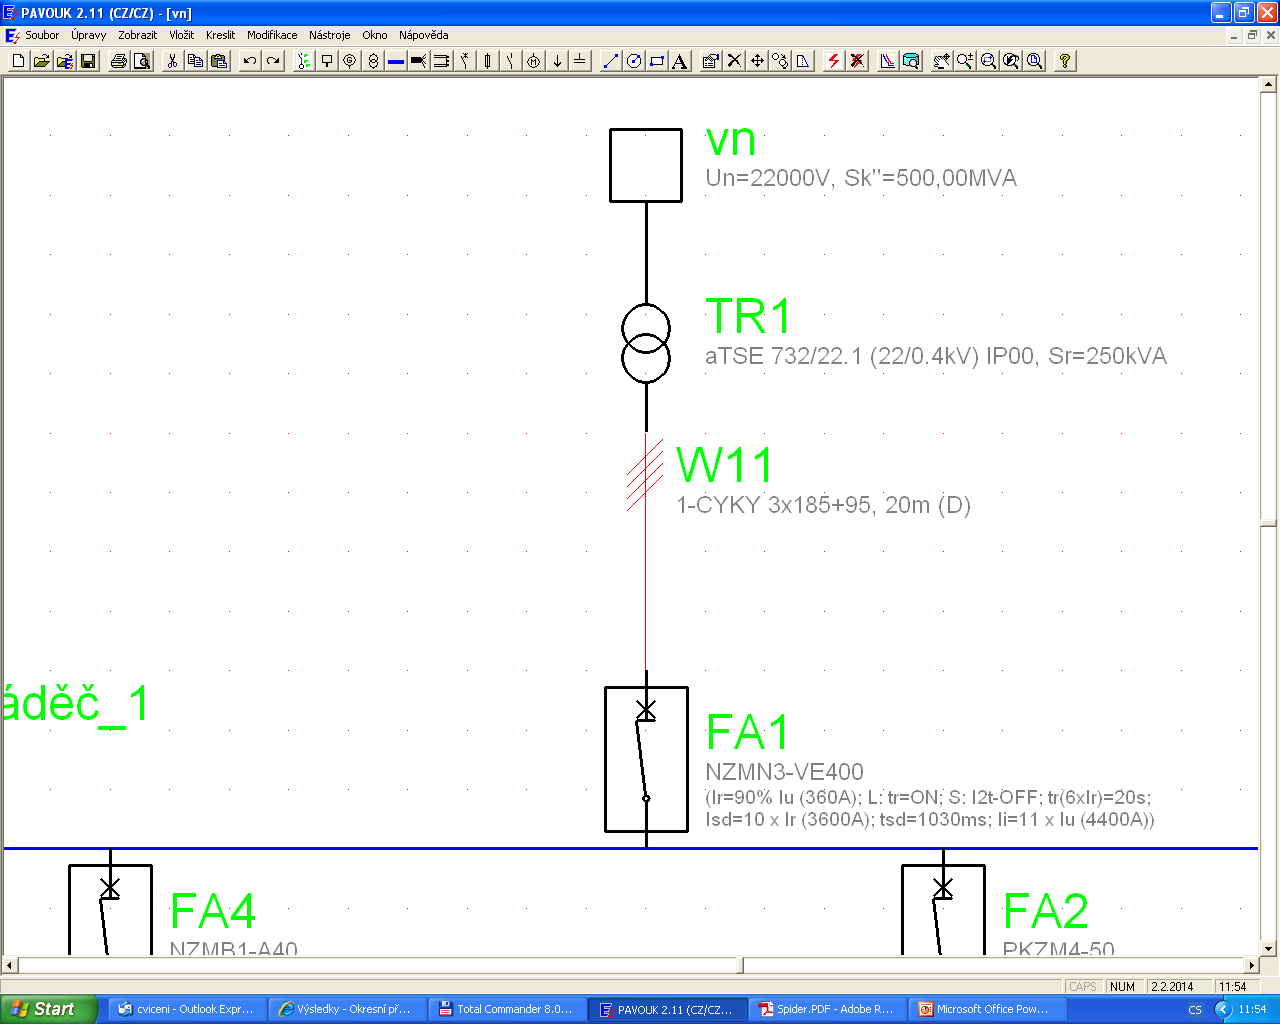 PAVOUK 2.11 (CZ/CZ) - [vn]
Soubor Úpravy Zobrazit Vložit Kreslit Modifikace Nástroje Okno Nápověda
vn
Un=22000V, Sk"=500,00MVA
TR1
aTSE 732/22.1 (22/0.4kV) IP00, Sr=250kVA
W11
1-CYKY 3x185+95, 20m (D)
áděč_1
FA1
NZMN3-VE400
(Ir=90% Iu (360A); L: tr=ON; S: I2t-OFF; tr(6xIr)=20s;
Isd=10 x Ir (3600A); tsd=1030ms; Ii=11 x Iu (4400A))
FA4
NZMB1-A40
FA2
PKZM4-50
CAPS NUM 2.2.2014 11:54
Start cviceni - Outlook Expr... Výsledky - Okresní př... Total Commander 8.0... PAVOUK 2.11 (CZ/CZ... Spider.PDF - Adobe R... Microsoft Office Pow... CS 11:54